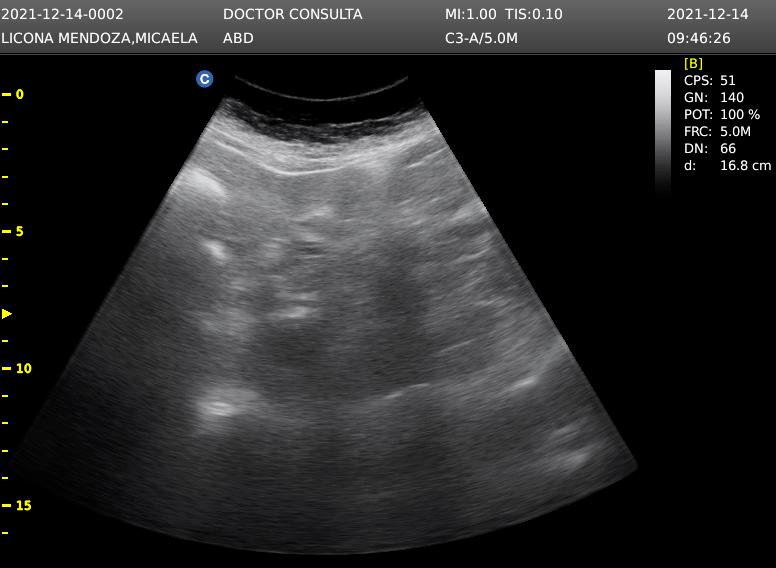 2021-12-14-0002 DOCTOR CONSULTA MI:1.00 TIS:0.10 2021-12-14
LICONA MENDOZA,MICAELA ABD C3-A/5.0M 09:46:26
C
[B]
CPS: 51
GN: 140
POT: 100 %
FRC: 5.0M
DN: 66
d: 16.8 cm
0
5
10
15